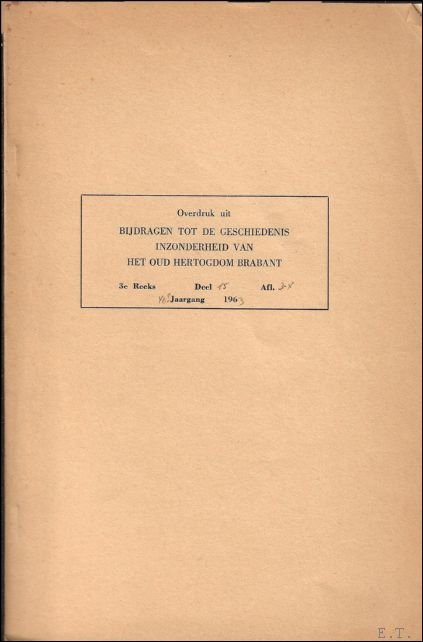 Overdruk uit
BIJDRAGEN TOT DE GESCHIEDENIS
INZONDERHEID VAN
HET OUD HERTOGDOM BRABANT
3e Reeks Deel 15 Afl. 3-4
46e Jaargang 1963
E.T.